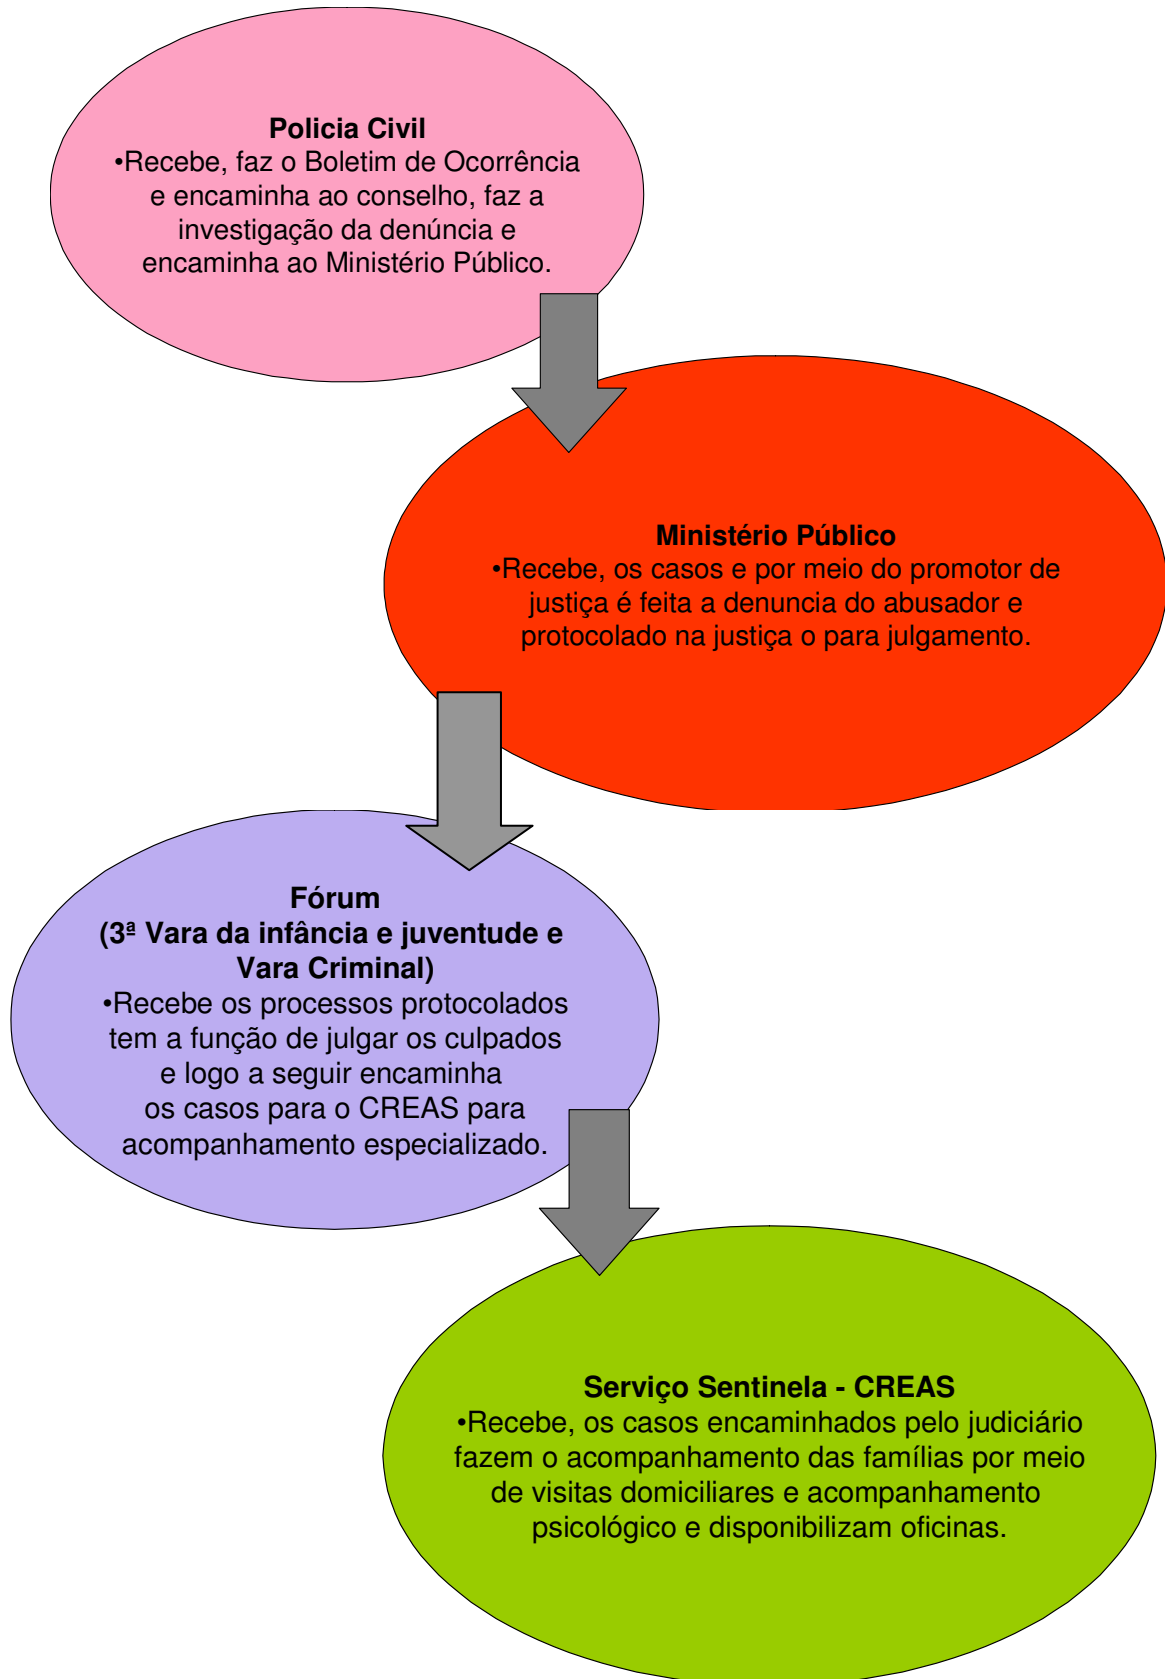 Policia Civil
•Recebe, faz o Boletim de Ocorrência
e encaminha ao conselho, faz a
investigação da denúncia e
encaminha ao Ministério Público.
Ministério Público
•Recebe, os casos e por meio do promotor de
justiça é feita a denuncia do abusador e
protocolado na justiça o para julgamento.
Fórum
(3ª Vara da infância e juventude e
Vara Criminal)
•Recebe os processos protocolados
tem a função de julgar os culpados
e logo a seguir encaminha
os casos para o CREAS para
acompanhamento especializado.
Serviço Sentinela - CREAS
•Recebe, os casos encaminhados pelo judiciário
fazem o acompanhamento das famílias por meio
de visitas domiciliares e acompanhamento
psicológico e disponibilizam oficinas.